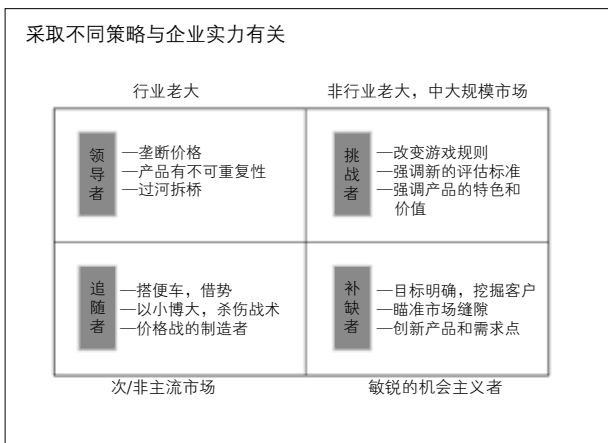 采取不同策略与企业实力有关
行业老大
非行业老大，中大规模市场
领导者
—垄断价格
—产品有不可重复性
—过河拆桥
挑战者
—改变游戏规则
—强调新的评估标准
—强调产品的特色和
价值
追随者
—搭便车，借势
—以小博大，杀伤战术
—价格战的制造者
补缺者
—目标明确，挖掘客户
—瞄准市场缝隙
—创新产品和需求点
次/非主流市场
敏锐的机会主义者